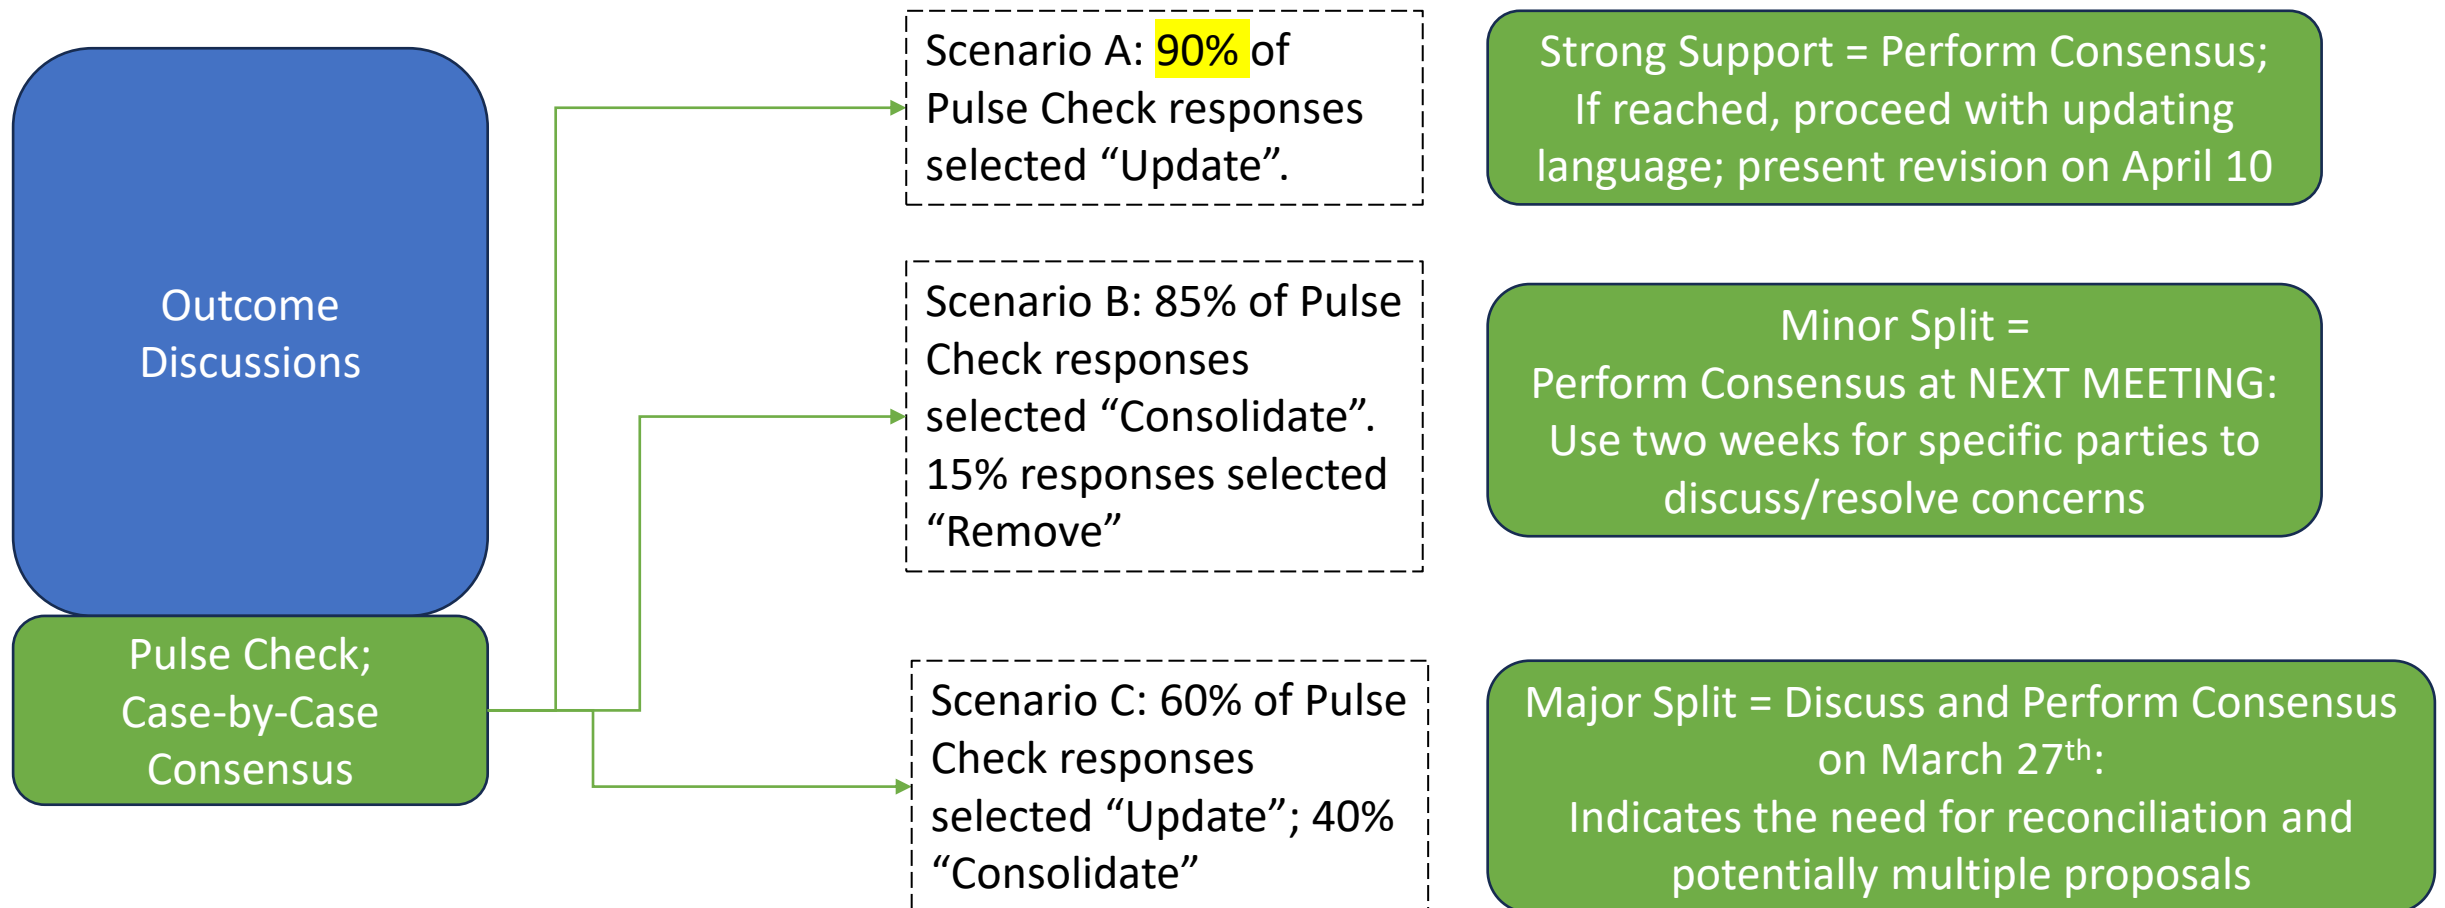 Outcome
Discussions
Pulse Check;
Case-by-Case
Consensus
Scenario A: 90% of
Pulse Check responses
selected “Update”.
Strong Support = Perform Consensus;
If reached, proceed with updating
language; present revision on April 10
Scenario B: 85% of Pulse
Check responses
selected “Consolidate”.
15% responses selected
“Remove”
Minor Split =
Perform Consensus at NEXT MEETING:
Use two weeks for specific parties to
discuss/resolve concerns
Scenario C: 60% of Pulse
Check responses
selected “Update”; 40%
“Consolidate”
Major Split = Discuss and Perform Consensus
on March 27th:
Indicates the need for reconciliation and
potentially multiple proposals